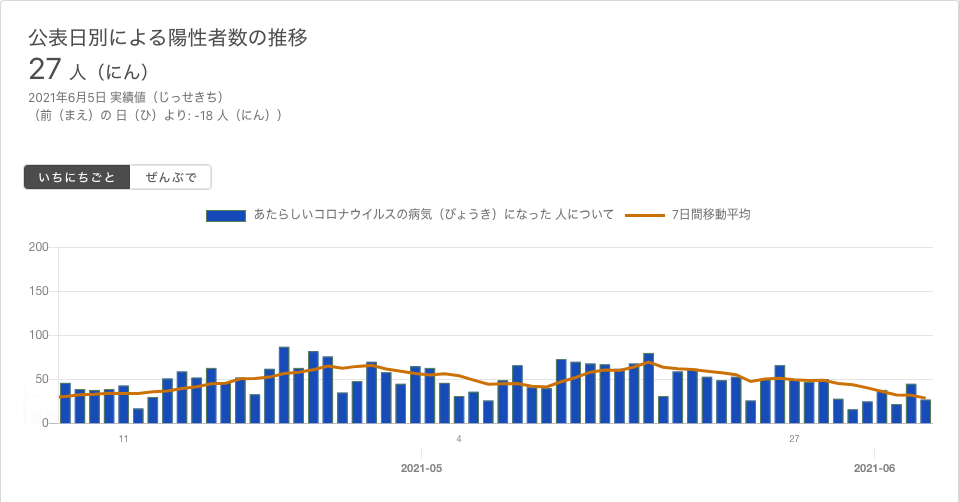 公表日別による陽性者数の推移
27 人（にん）
2021年6月5日 実績値（じっせきち）
（前（まえ）の 日（ひ）より: -18 人（にん））
いちにちごと ぜんぶで
あたらしいコロナウイルスの病気（びょうき）になった 人について 7日間移動平均
200
150
100
50
0
11 4 27
2021-05 2021-06